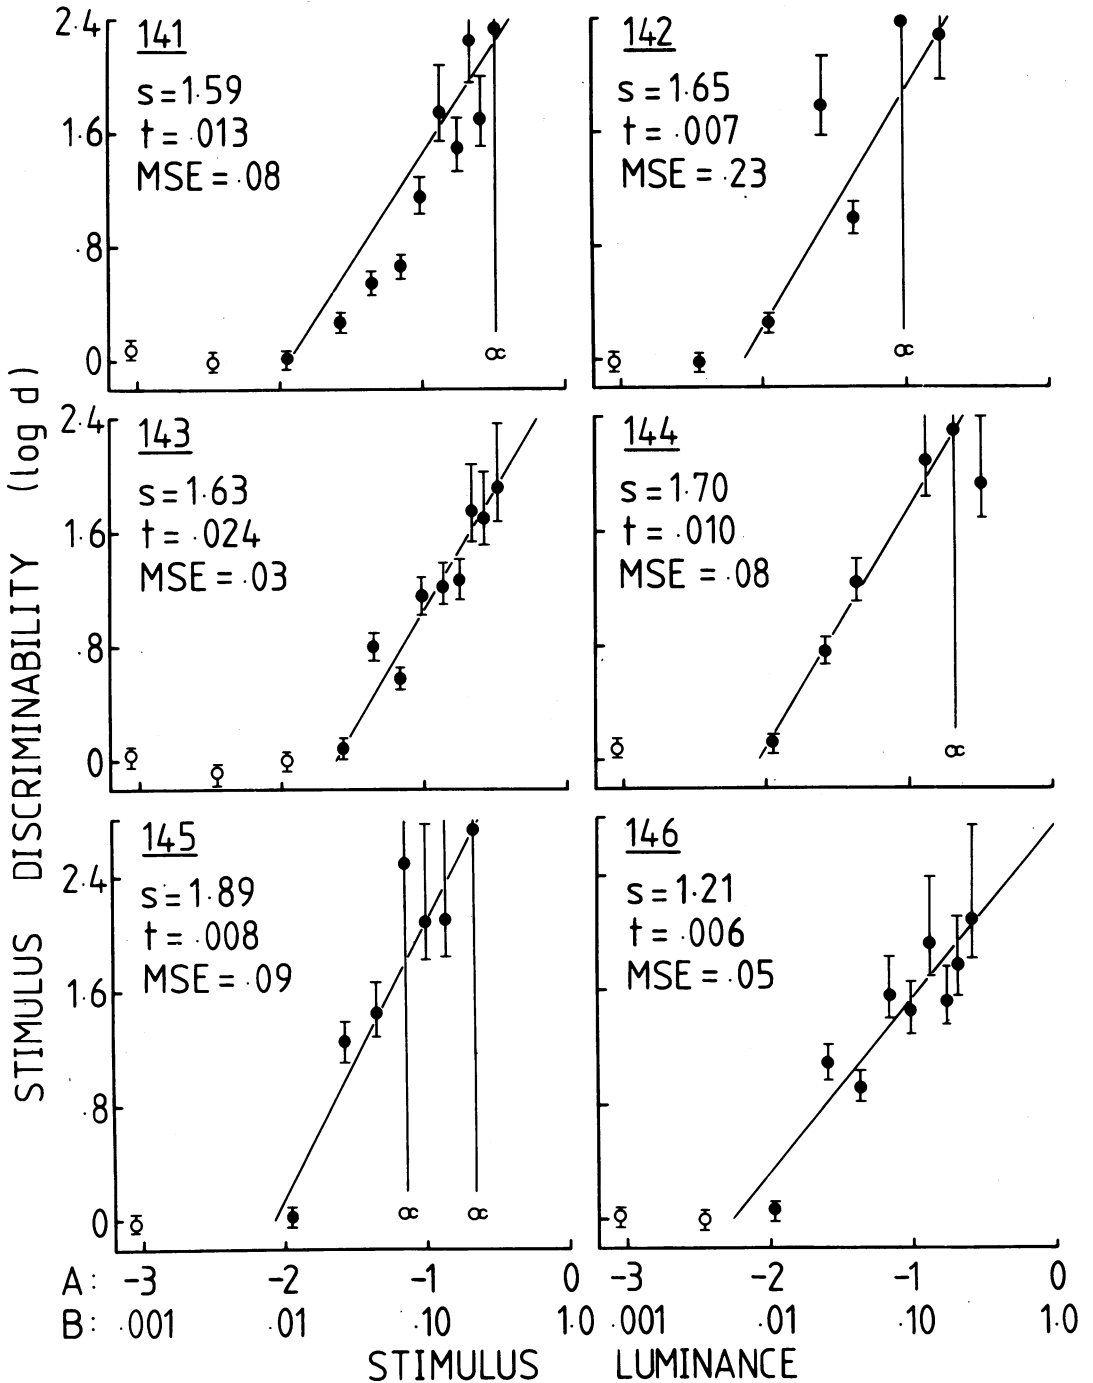 141
s=1·59
t= ·013
MSE= ·08
142
s=1·65
t= ·007
MSE= ·23
2·4
1·6
·8
0
∝
∝
143
s=1·63
t= ·024
MSE= ·03
144
s=1·70
t= ·010
MSE= ·08
2·4
1·6
·8
0
∝
145
s=1·89
t= ·008
MSE= ·09
146
s=1·21
t= ·006
MSE= ·05
2·4
1·6
·8
0
∝ ∝
STIMULUS DISCRIMINABILITY (log d)
A: -3 -2 -1 0 -3 -2 -1 0
B: ·001 ·01 ·10 1·0 ·001 ·01 ·10 1·0
STIMULUS LUMINANCE